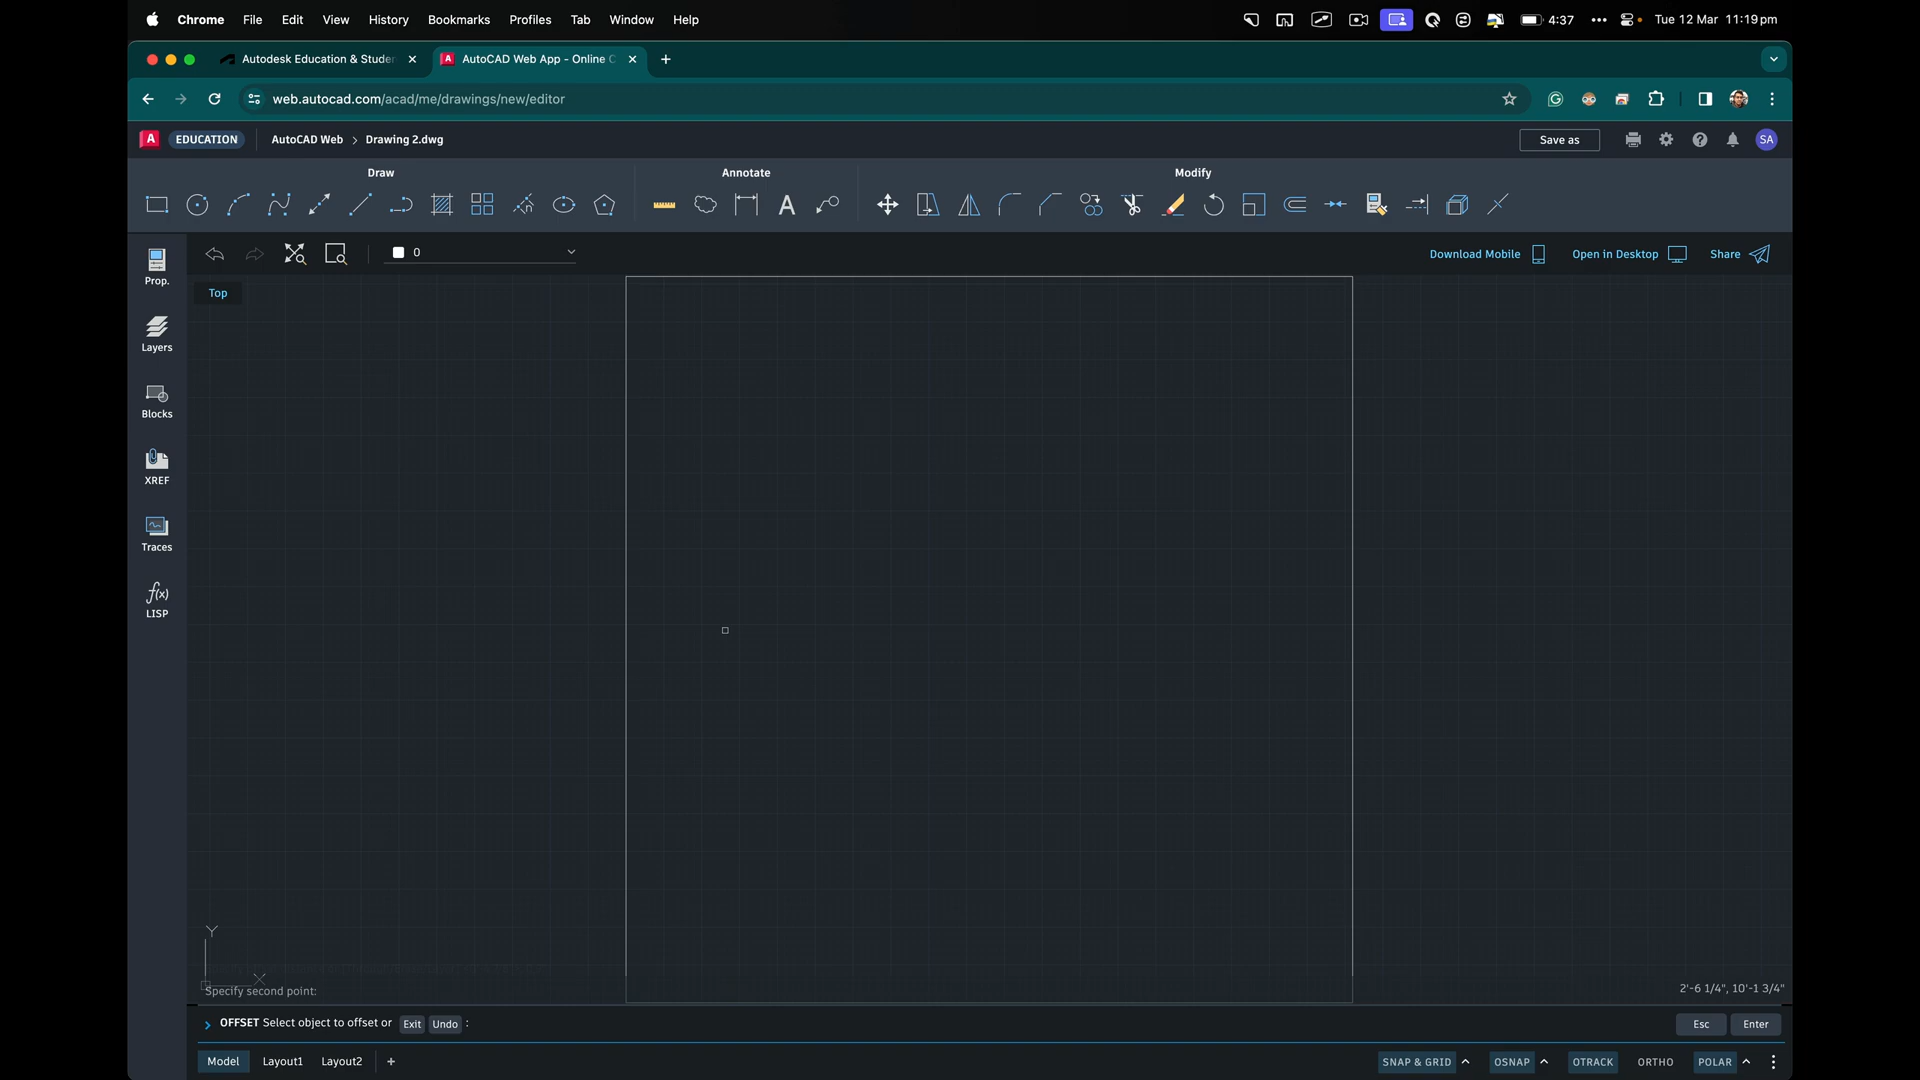 Chrome File Edit View History Bookmarks Profiles Tab Window Help 4:37 Tue 12 Mar 11:19 pm
Autodesk Education & Studen AutoCAD Web App - Online C
web.autocad.com/acad/me/drawings/new/editor
A EDUCATION AutoCAD Web > Drawing 2.dwg Save as SA
Draw Annotate Modify
0 Download Mobile Open in Desktop Share
Prop.
Top
Layers
Blocks
XREF
Traces
f(x)
LISP
Y
X
Specify second point: 2'-6 1/4", 10'-1 3/4"
OFFSET Select object to offset or Exit Undo : Esc Enter
Model Layout1 Layout2 + SNAP & GRID OSNAP OTRACK ORTHO POLAR